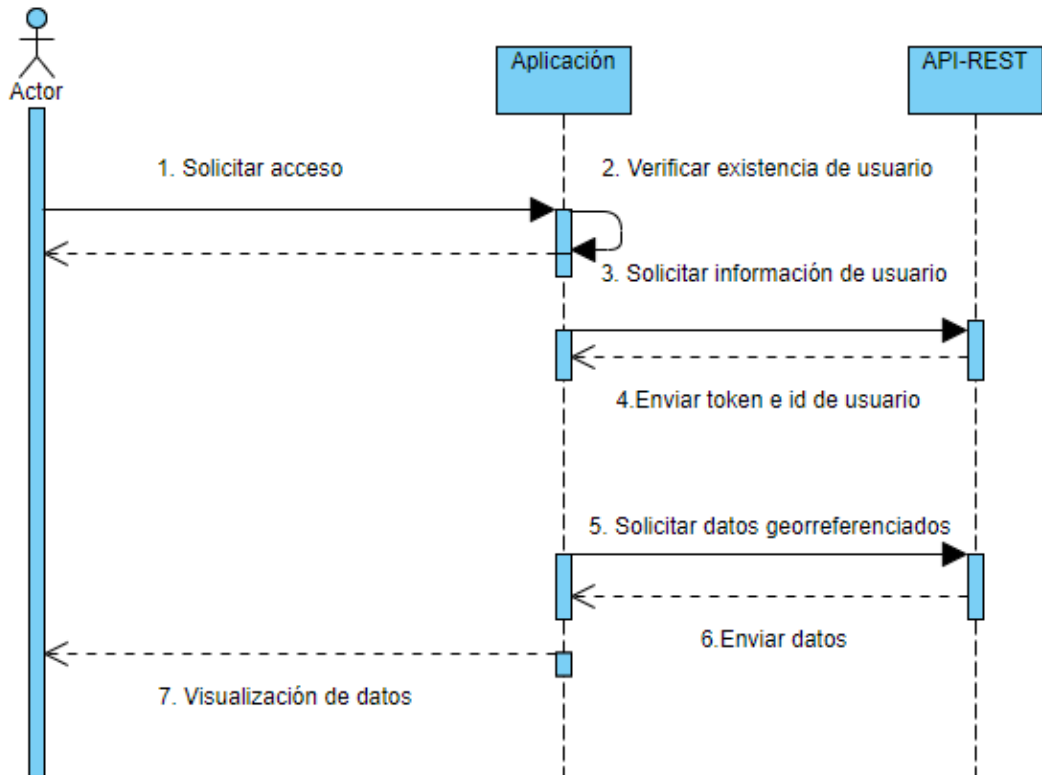 Actor
Aplicación
API-REST
1. Solicitar acceso
2. Verificar existencia de usuario
3. Solicitar información de usuario
4.Enviar token e id de usuario
5. Solicitar datos georreferenciados
6.Enviar datos
7. Visualización de datos